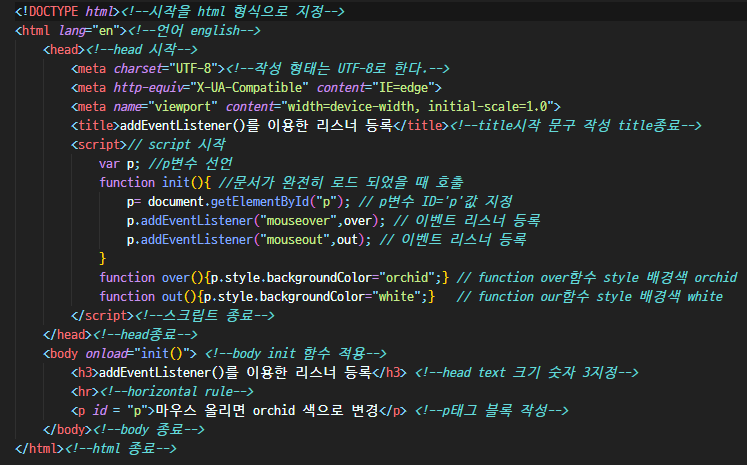 <!DOCTYPE html><!--시작을 html 형식으로 지정-->
<html lang="en"><!--언어 english-->
<head><!--head 시작-->
<meta charset="UTF-8"><!--작성 형태는 UTF-8로 한다.-->
<meta http-equiv="X-UA-Compatible" content="IE=edge">
<meta name="viewport" content="width=device-width, initial-scale=1.0">
<title>addEventListener()를 이용한 리스너 등록</title><!--title시작 문구 작성 title종료-->
<script>// script 시작
var p; //p변수 선언
function init(){ //문서가 완전히 로드 되었을 때 호출
p= document.getElementById("p"); // p변수 ID='p'값 지정
p.addEventListener("mouseover",over); // 이벤트 리스너 등록
p.addEventListener("mouseout",out); // 이벤트 리스너 등록
}
function over(){p.style.backgroundColor="orchid";} // function over함수 style 배경색 orchid
function out(){p.style.backgroundColor="white";} // function our함수 style 배경색 white
</script><!--스크립트 종료-->
</head><!--head종료-->
<body onload="init()"> <!--body init 함수 적용-->
<h3>addEventListener()를 이용한 리스너 등록</h3> <!--head text 크기 숫자 3지정-->
<hr><!--horizontal rule-->
<p id = "p">마우스 올리면 orchid 색으로 변경</p> <!--p태그 블록 작성-->
</body><!--body 종료-->
</html><!--html 종료-->